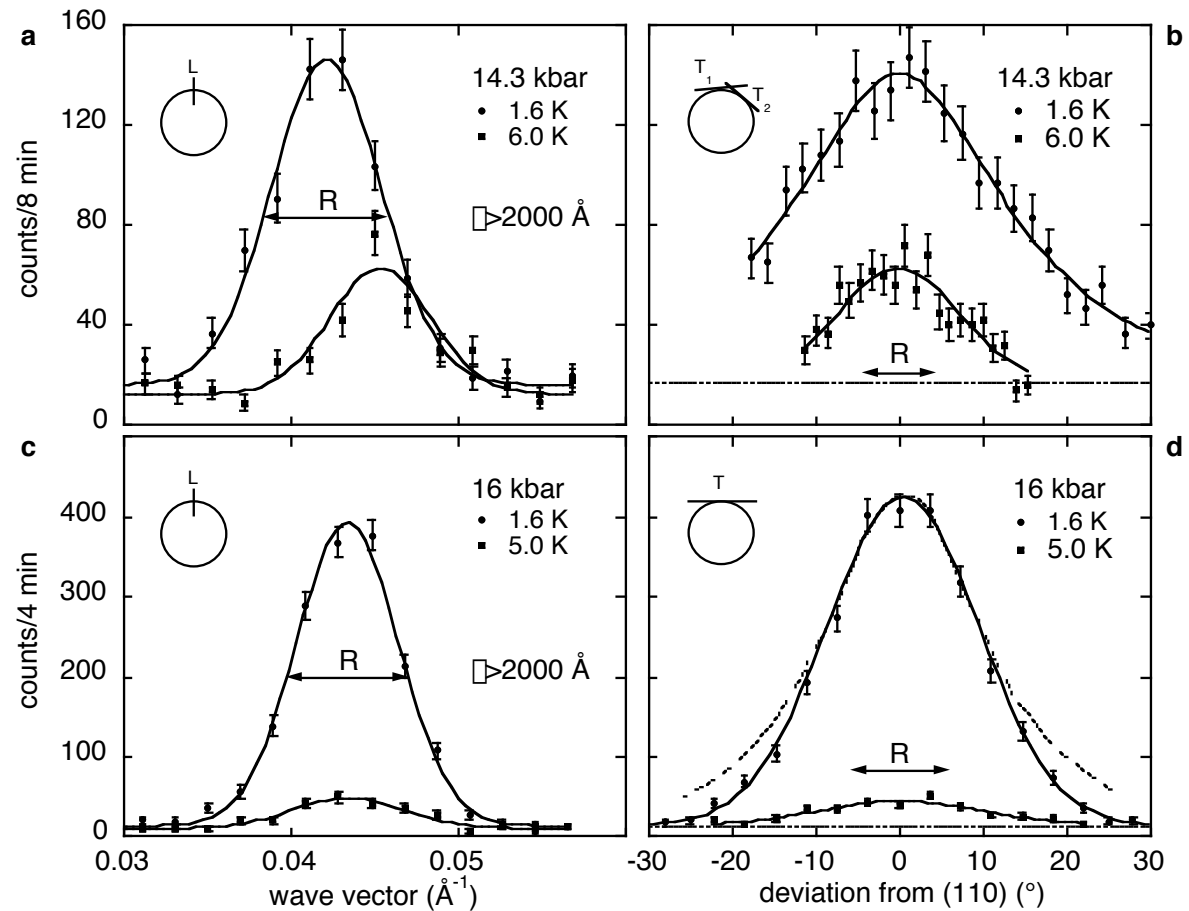 a
160
120
80
40
0
counts/8 min
L
14.3 kbar
1.6 K
6.0 K
R
>2000 Å
b
T1
T2
14.3 kbar
1.6 K
6.0 K
R
c
400
300
200
100
0
counts/4 min
L
16 kbar
1.6 K
5.0 K
R
>2000 Å
0.03 0.04 0.05
wave vector (Å-1)
d
T
16 kbar
1.6 K
5.0 K
R
-30 -20 -10 0 10 20 30
deviation from (110) (°)